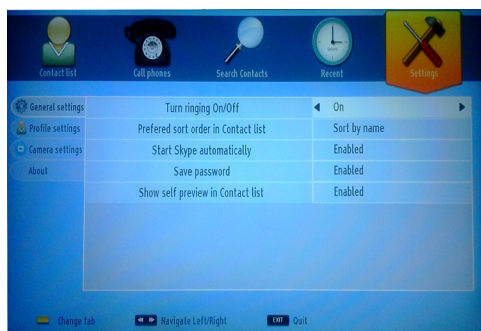 Contact list
Call phones
Search Contacts
Recent
Settings
General settings
Turn ringing On/Off
On
Profile settings
Prefered sort order in Contact list
Sort by name
Camera settings
Start Skype automatically
Enabled
About
Save password
Enabled
Show self preview in Contact list
Enabled
Change tab
Navigate Left/Right
EXIT Quit